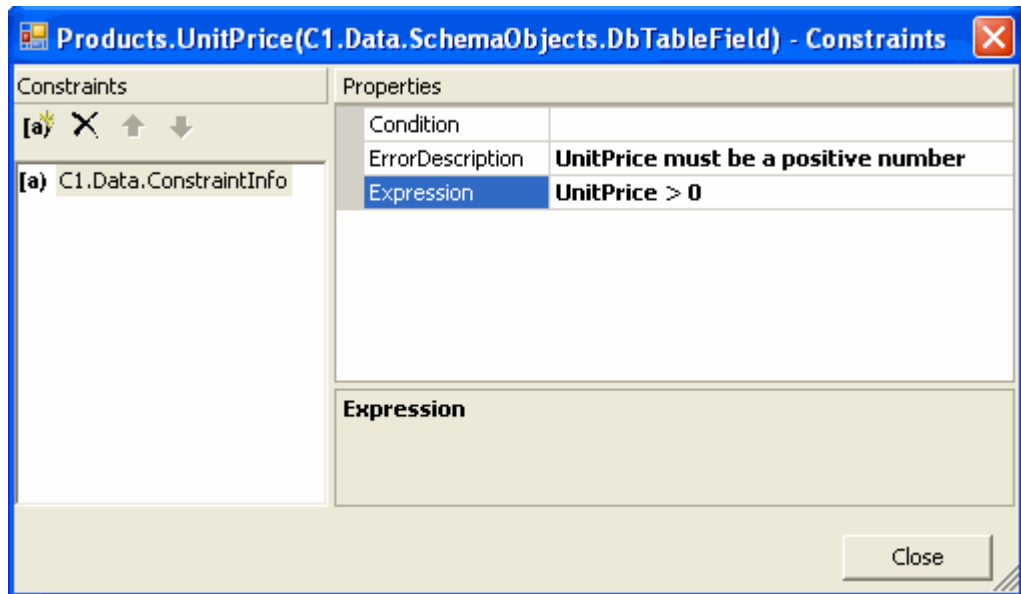 Products.UnitPrice(C1.Data.SchemaObjects.DbTableField) - Constraints
Constraints
[a)
[a) C1.Data.ConstraintInfo
Properties
Condition
ErrorDescription UnitPrice must be a positive number
Expression UnitPrice > 0
Expression
Close